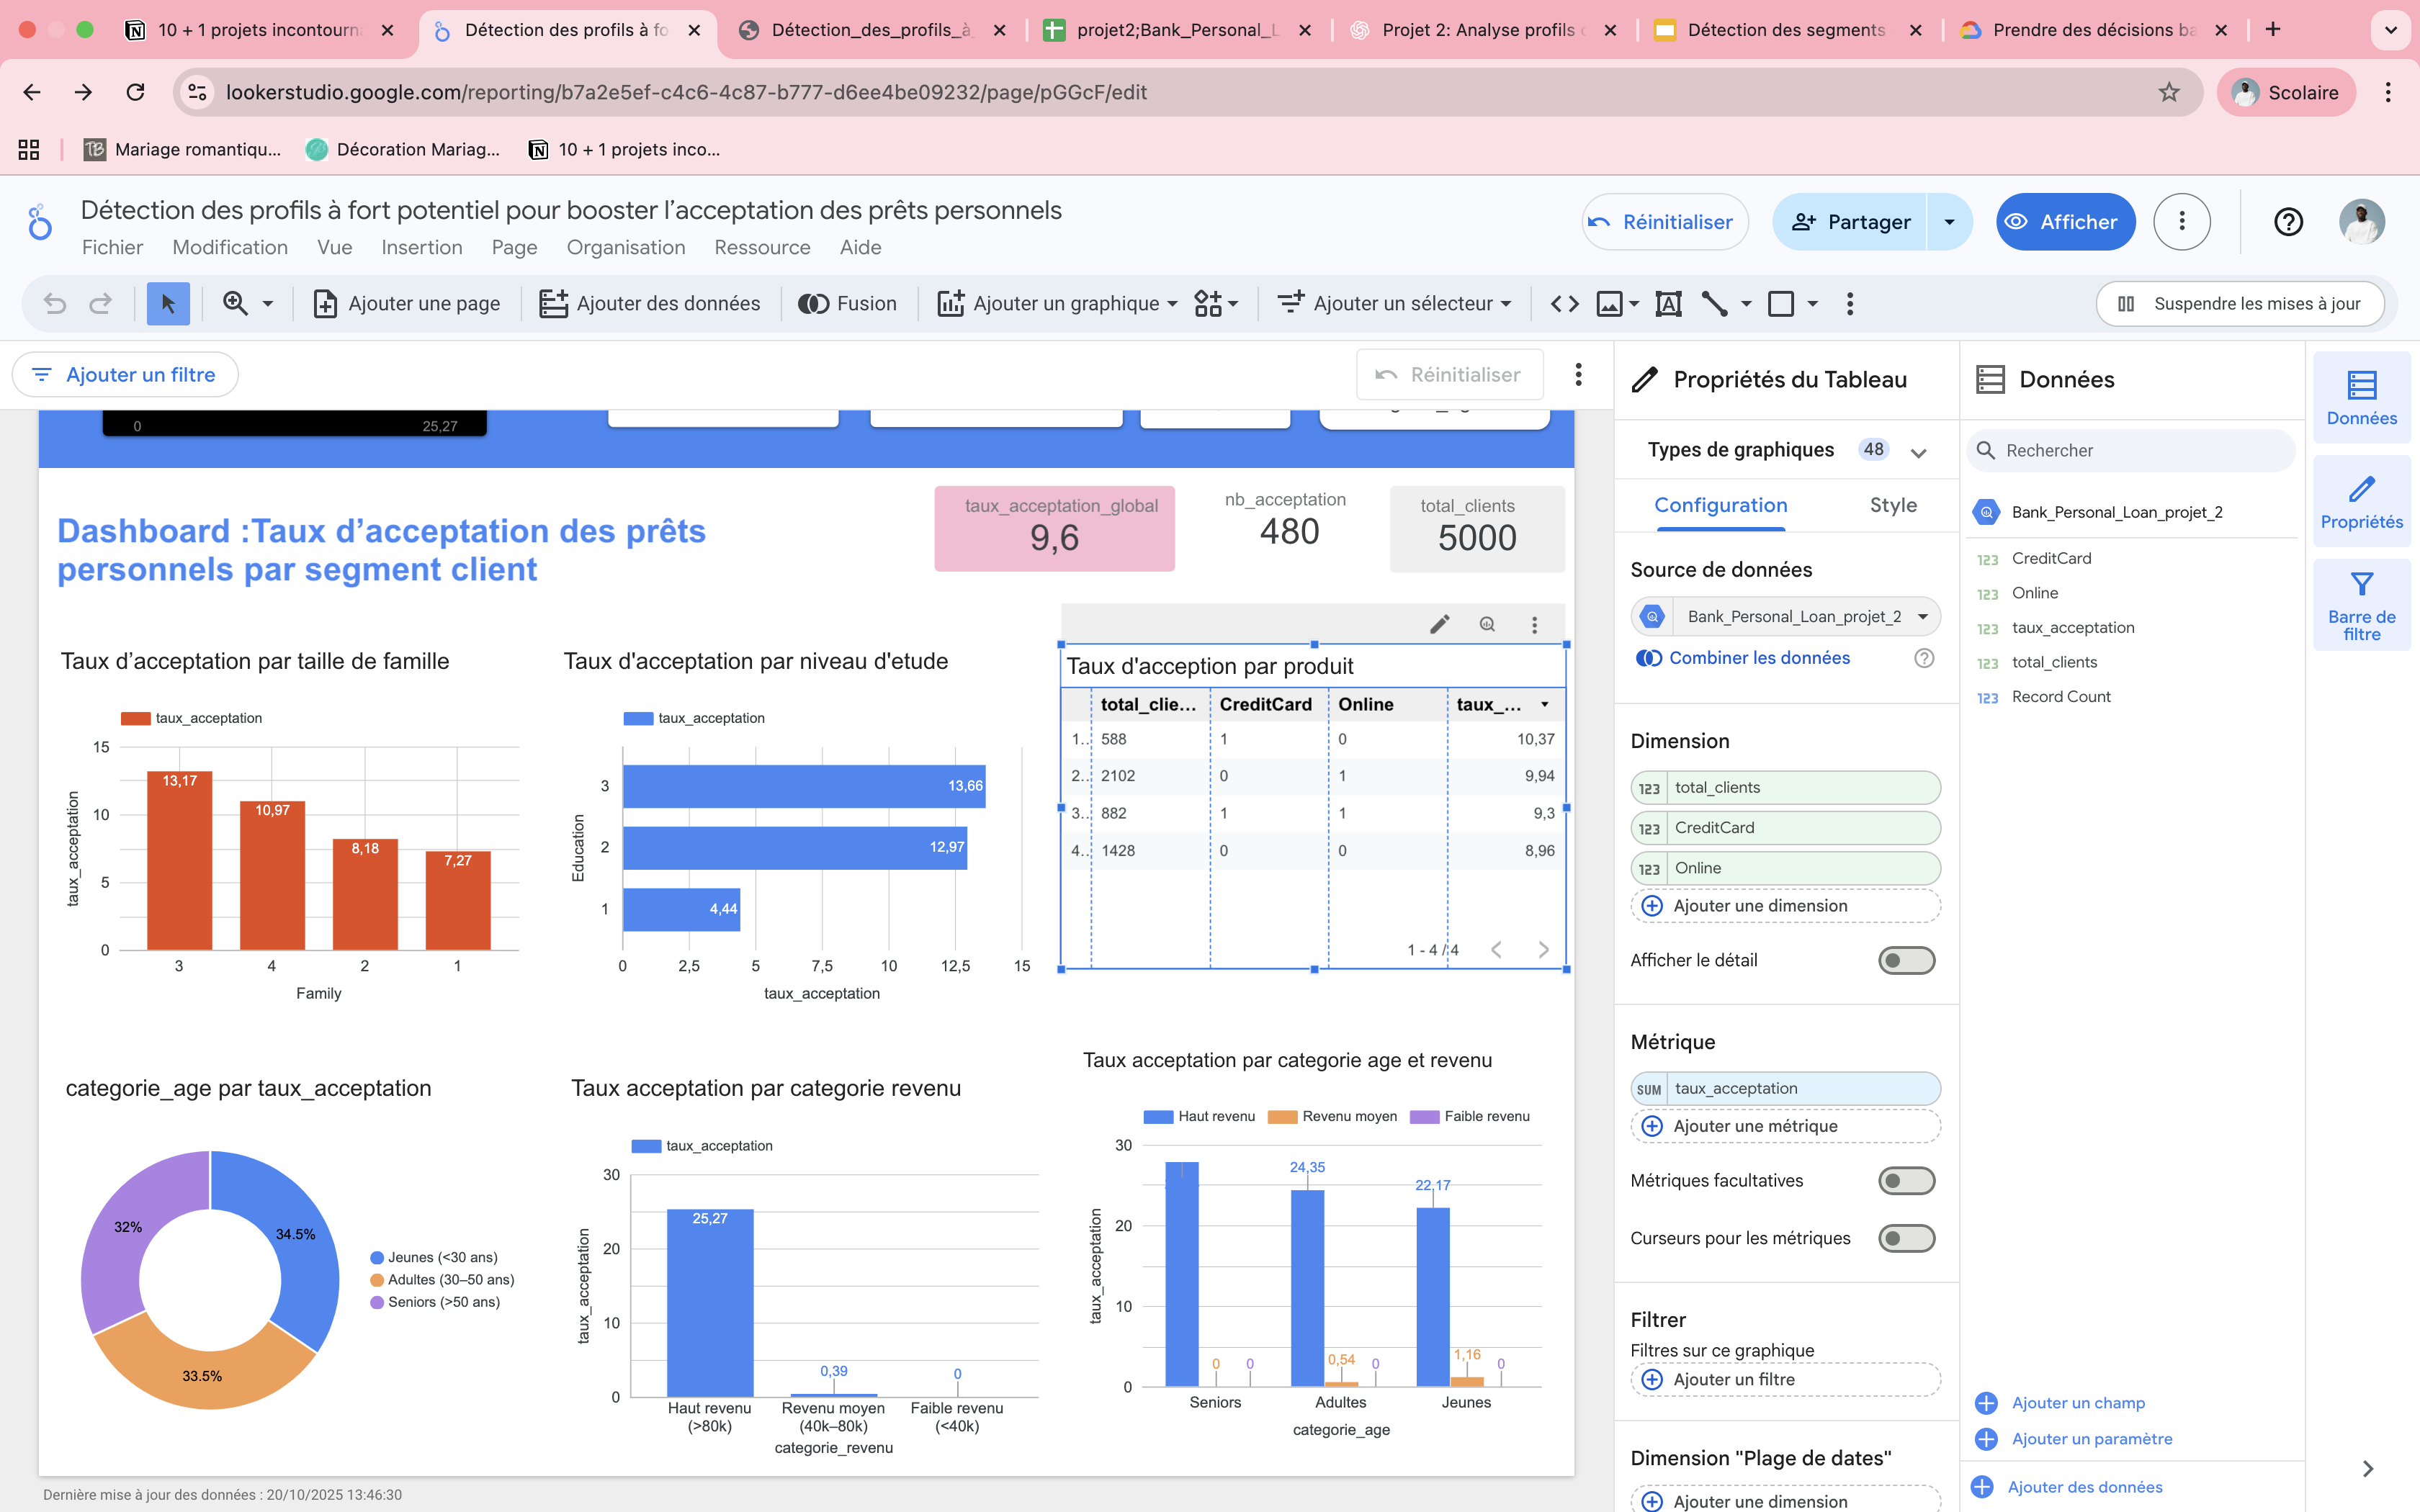 10 + 1 projets incontourn
Détection des profils à fo
Détection_des_profils_à
projet2;Bank_Personal_L
Projet 2: Analyse profils
Détection des segments
Prendre des décisions ba
lookerstudio.google.com/reporting/b7a2e5ef-c4c6-4c87-b777-d6ee4be09232/page/pGGcF/edit
Scolaire
Mariage romantiqu...
Décoration Mariag...
10 + 1 projets inco...
Détection des profils à fort potentiel pour booster l’acceptation des prêts personnels
Fichier Modification Vue Insertion Page Organisation Ressource Aide
Réinitialiser
Partager
Afficher
Ajouter une page
Ajouter des données
Fusion
Ajouter un graphique
Ajouter un sélecteur
Suspendre les mises à jour
Ajouter un filtre
Réinitialiser
0 25,27
Dashboard :Taux d’acceptation des prêts
personnels par segment client
taux_acceptation_global
9,6
nb_acceptation
480
total_clients
5000
Taux d’acceptation par taille de famille
taux_acceptation
15
10
5
0
taux_acceptation
13,17
10,97
8,18
7,27
3 4 2 1
Family
Taux d'acceptation par niveau d'etude
taux_acceptation
Education
3 13,66
2 12,97
1 4,44
0 2,5 5 7,5 10 12,5 15
taux_acceptation
Taux d'acception par produit
total_clie... CreditCard Online taux_...
1.. 588 1 0 10,37
2.. 2102 0 1 9,94
3.. 882 1 1 9,3
4.. 1428 0 0 8,96
1 - 4 / 4
categorie_age par taux_acceptation
32%
34.5%
33.5%
Jeunes (<30 ans)
Adultes (30–50 ans)
Seniors (>50 ans)
Taux acceptation par categorie revenu
taux_acceptation
30
20
10
0
taux_acceptation
25,27
0,39
0
Haut revenu
(>80k)
Revenu moyen
(40k–80k)
Faible revenu
(<40k)
categorie_revenu
Taux acceptation par categorie age et revenu
Haut revenu Revenu moyen Faible revenu
30
20
10
0
taux_acceptation
0 0
24,35 0,54 0
22,17 1,16 0
Seniors Adultes Jeunes
categorie_age
Dernière mise à jour des données : 20/10/2025 13:46:30
Propriétés du Tableau
Types de graphiques 48
Configuration Style
Source de données
Bank_Personal_Loan_projet_2
Combiner les données
Dimension
123 total_clients
123 CreditCard
123 Online
Ajouter une dimension
Afficher le détail
Métrique
SUM taux_acceptation
Ajouter une métrique
Métriques facultatives
Curseurs pour les métriques
Filtrer
Filtres sur ce graphique
Ajouter un filtre
Dimension "Plage de dates"
Ajouter une dimension
Données
Rechercher
Bank_Personal_Loan_projet_2
123 CreditCard
123 Online
123 taux_acceptation
123 total_clients
123 Record Count
Ajouter un champ
Ajouter un paramètre
Ajouter des données
Données
Propriétés
Barre de
filtre